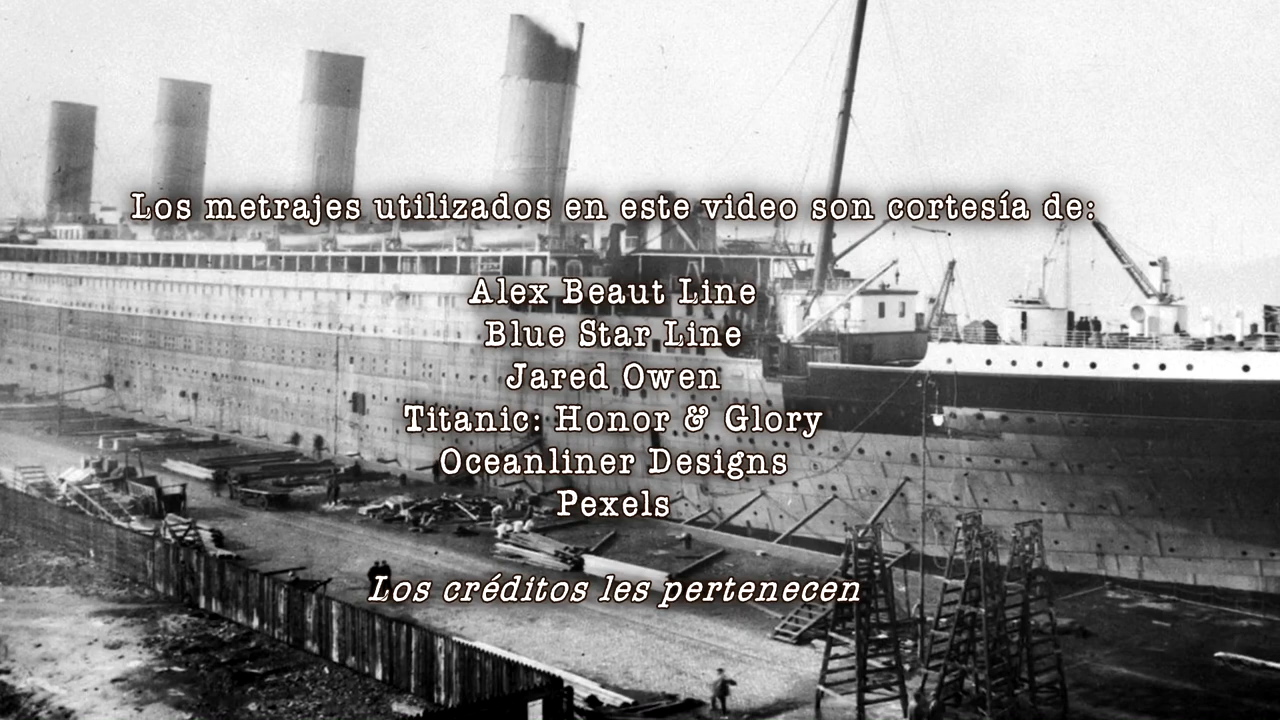 Los metrajes utilizados en este video son cortesía de:
Alex Beaut Line
Blue Star Line
Jared Owen
Titanic: Honor & Glory
Oceanliner Designs
Pexels
Los créditos les pertenecen